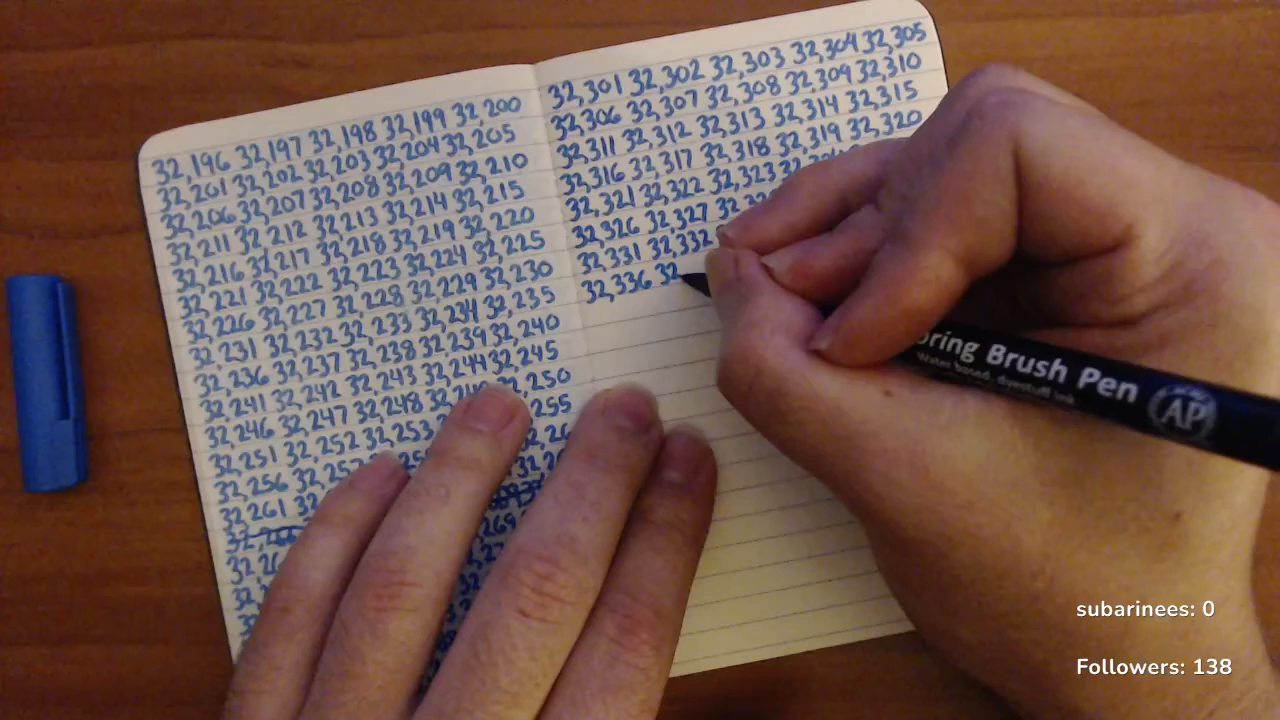 32,196 32,197 32,198 32,199 32,200
32,201 32,202 32,203 32,204 32,205
32,206 32,207 32,208 32,209 32,210
32,211 32,212 32,213 32,214 32,215
32,216 32,217 32,218 32,219 32,220
32,221 32,222 32,223 32,224 32,225
32,226 32,227 32,228 32,229 32,230
32,231 32,232 32,233 32,234 32,235
32,236 32,237 32,238 32,239 32,240
32,241 32,242 32,243 32,244 32,245
32,246 32,247 32,248 32,250
32,251 32,252 32,253 255
32,256
32,261
32,301 32,302 32,303 32,304 32,305
32,306 32,307 32,308 32,309 32,310
32,311 32,312 32,313 32,314 32,315
32,316 32,317 32,318 32,319 32,320
32,321 32,322 32,323
32,326 32,327
32,331 32,332
32,336 32
oring Brush Pen
Water based, dyestuff ink
AP
subarinees: 0
Followers: 138